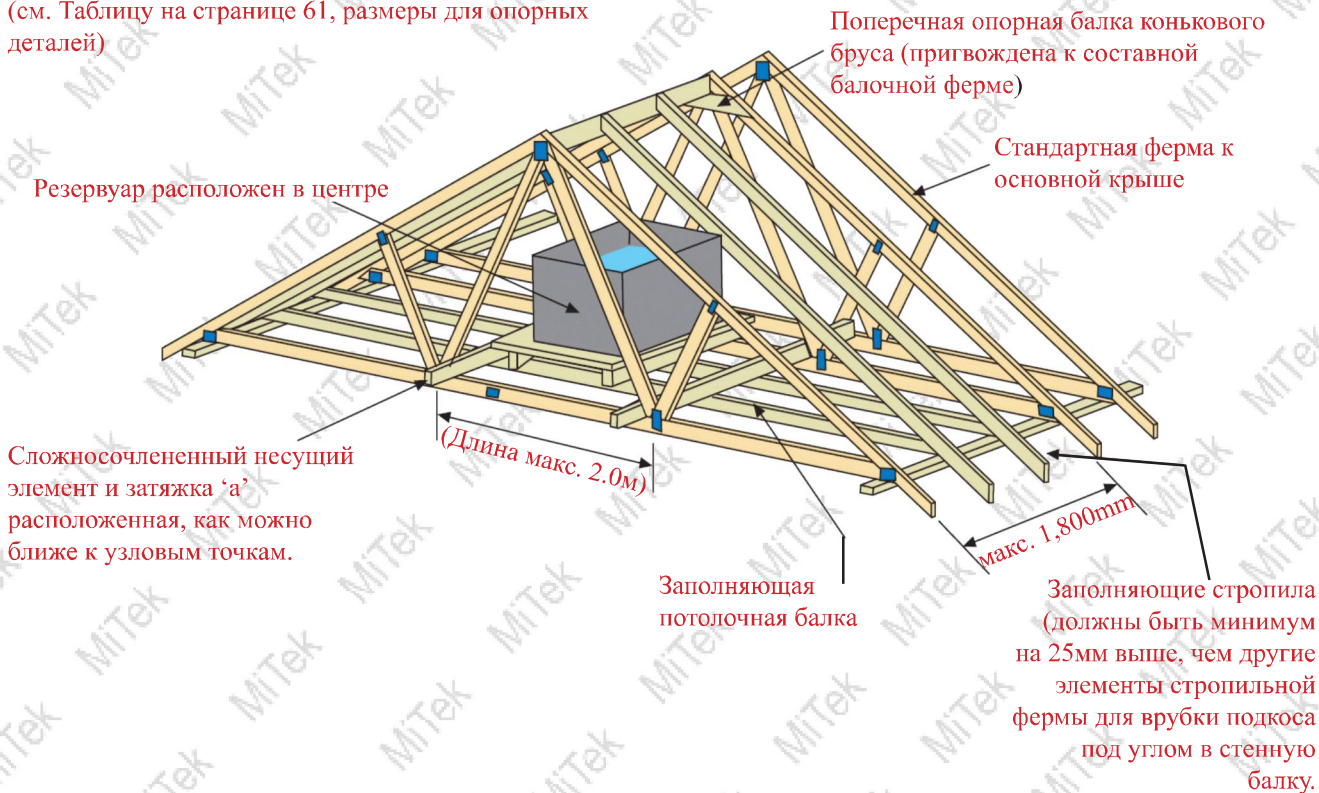 (см. Таблицу на странице 61, размеры для опорных
деталей)
Поперечная опорная балка конькового
бруса (пригвождена к составной
балочной ферме)
Стандартная ферма к
основной крыше
Резервуар расположен в центре
Сложносочлененный несущий
элемент и затяжка ‘а’
расположенная, как можно
ближе к узловым точкам.
(Длина макс. 2.0м)
макс. 1,800mm
Заполняющая
потолочная балка
Заполняющие стропила
(должны быть минимум
на 25мм выше, чем другие
элементы стропильной
фермы для врубки подкоса
под углом в стенную
балку.
MiTek